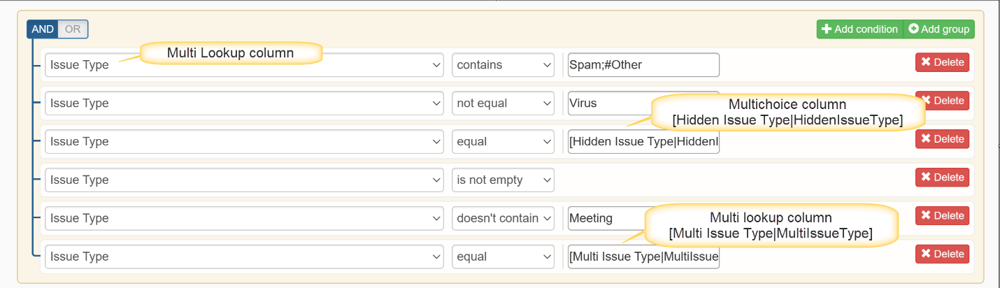 AND OR Add condition Add group
Multi Lookup column
Issue Type contains Spam;#Other Delete
Issue Type not equal Virus Delete
Multichoice column
[Hidden Issue Type|HiddenIssueType]
Issue Type equal [Hidden Issue Type|HiddenI Delete
Issue Type is not empty Delete
Issue Type doesn't contain Meeting Delete
Multi lookup column
[Multi Issue Type|MultiIssueType]
Issue Type equal [Multi Issue Type|MultiIssue Delete